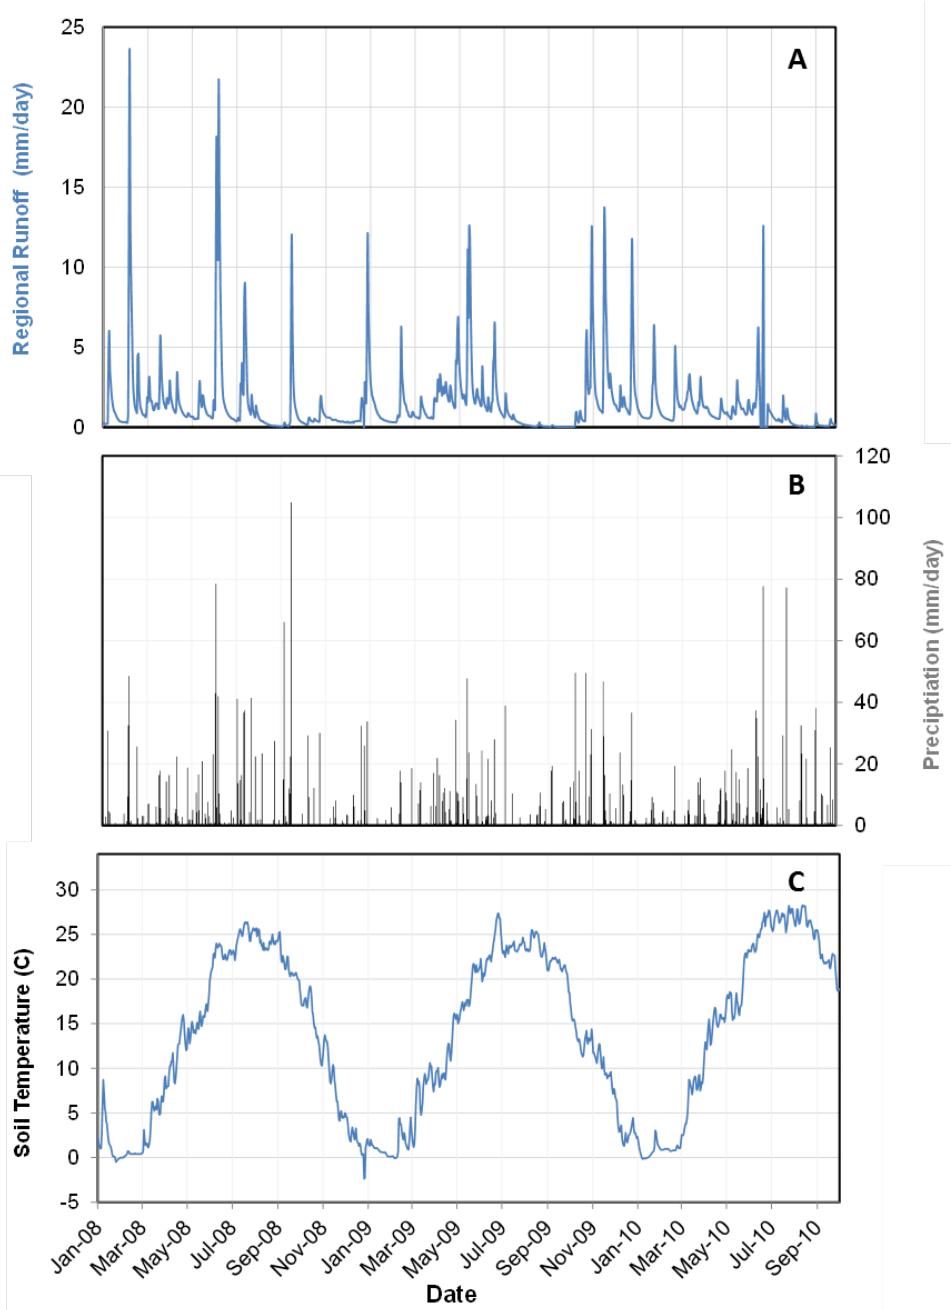 25
20
15
10
5
0
Regional Runoff (mm/day)
A
120
100
80
60
40
20
0
Preciptiation (mm/day)
B
30
25
20
15
10
5
0
-5
Soil Temperature (C)
C
Jan-08
Mar-08
May-08
Jul-08
Sep-08
Nov-08
Jan-09
Mar-09
May-09
Jul-09
Sep-09
Nov-09
Jan-10
Mar-10
May-10
Jul-10
Sep-10
Date